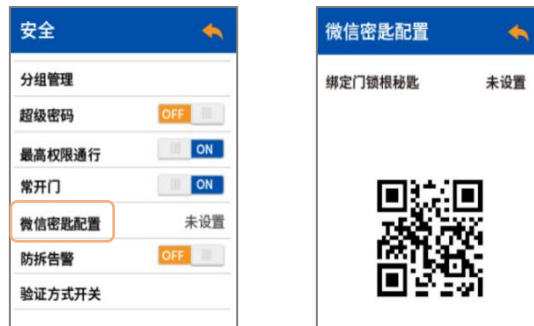 安全
分组管理
超级密码 OFF
最高权限通行 ON
常开门 ON
微信密匙配置 未设置
防拆告警 OFF
验证方式开关
微信密匙配置
绑定门锁根秘匙 未设置